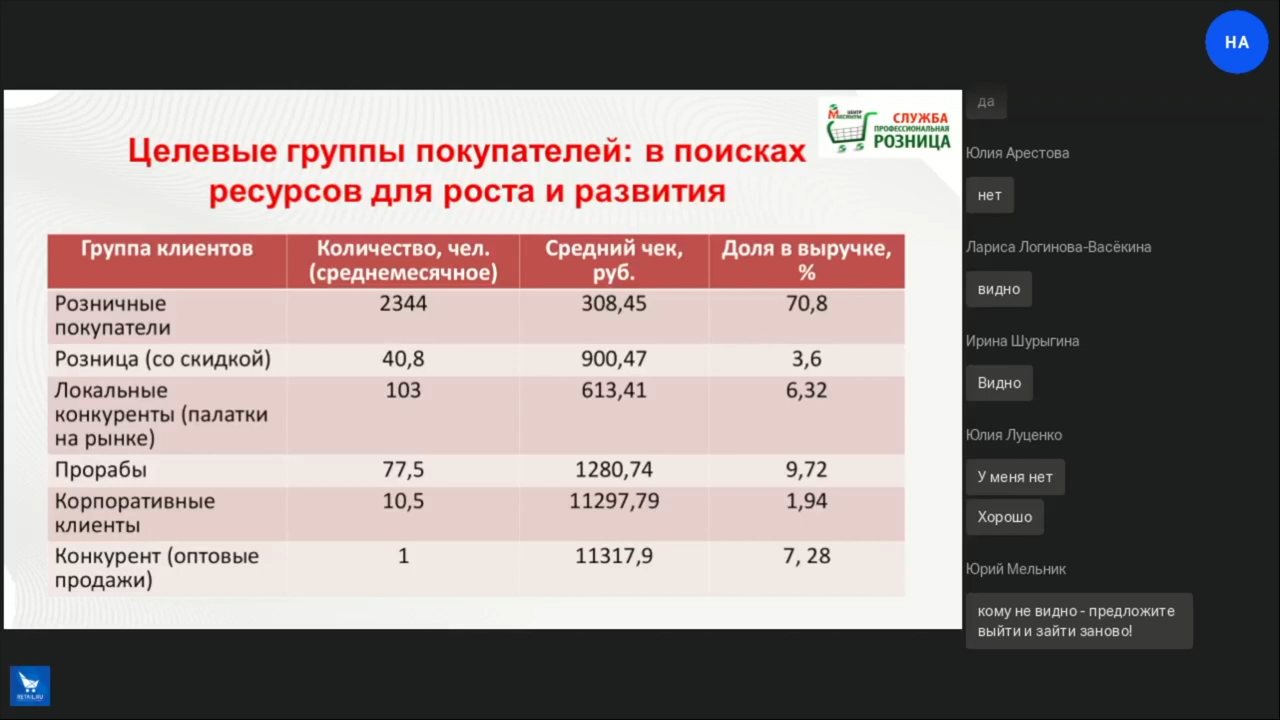 НА
Целевые группы покупателей: в поисках
ресурсов для роста и развития
ЦЕНТР
СЛУЖБА
ПРОФЕССИОНАЛЬНАЯ
РОЗНИЦА
Группа клиентов
Количество, чел.
(среднемесячное)
Средний чек,
руб.
Доля в выручке,
%
Розничные
покупатели
2344
308,45
70,8
Розница (со скидкой)
40,8
900,47
3,6
Локальные
конкуренты (палатки
на рынке)
103
613,41
6,32
Прорабы
77,5
1280,74
9,72
Корпоративные
клиенты
10,5
11297,79
1,94
Конкурент (оптовые
продажи)
1
11317,9
7, 28
да
Юлия Арестова
нет
Лариса Логинова-Васёкина
видно
Ирина Шурыгина
Видно
Юлия Луценко
У меня нет
Хорошо
Юрий Мельник
кому не видно - предложите
выйти и зайти заново!
RETAIL.RU